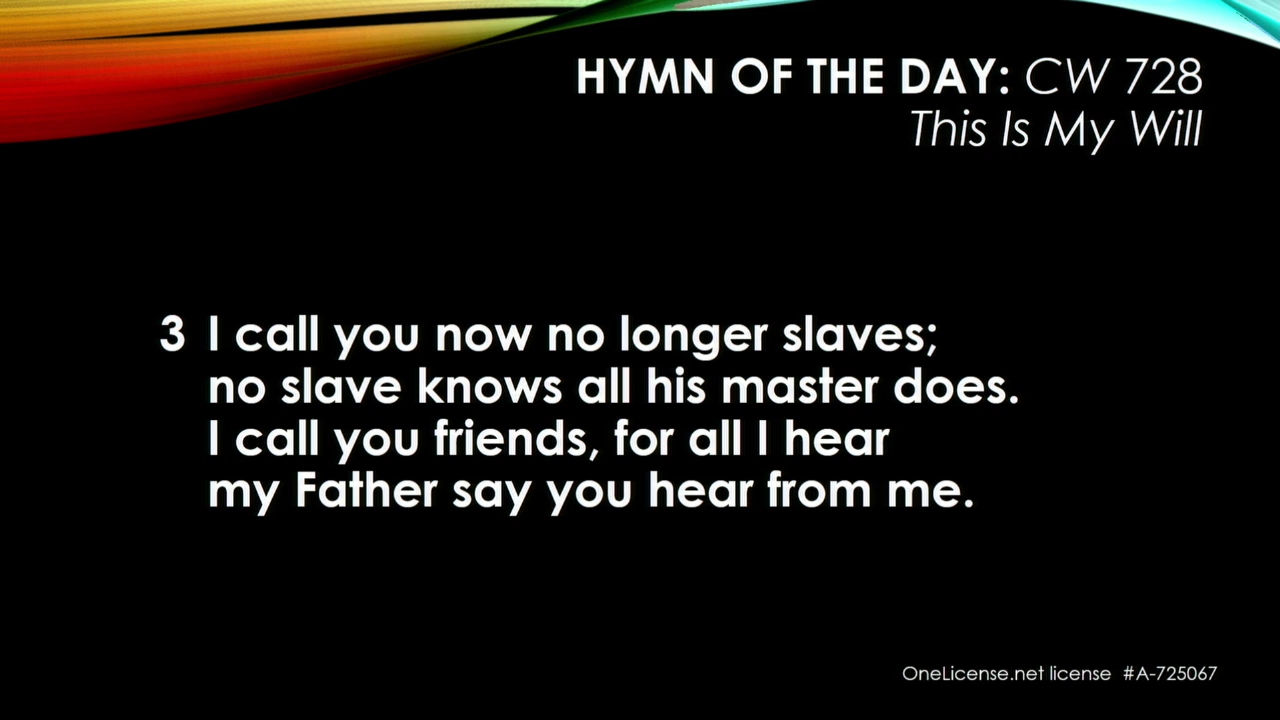 HYMN OF THE DAY: CW 728
This Is My Will
3 I call you now no longer slaves;
no slave knows all his master does.
I call you friends, for all I hear
my Father say you hear from me.
OneLicense.net license #A-725067